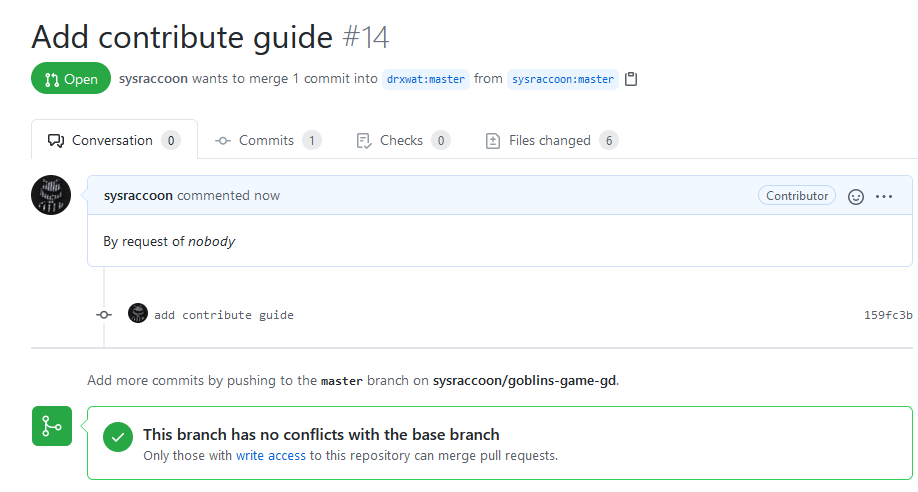 Add contribute guide #14
Open sysraccoon wants to merge 1 commit into drxwat:master from sysraccoon:master
Conversation 0 Commits 1 Checks 0 Files changed 6
sysraccoon commented now Contributor
By request of nobody
add contribute guide 159fc3b
Add more commits by pushing to the master branch on sysraccoon/goblins-game-gd.
This branch has no conflicts with the base branch
Only those with write access to this repository can merge pull requests.